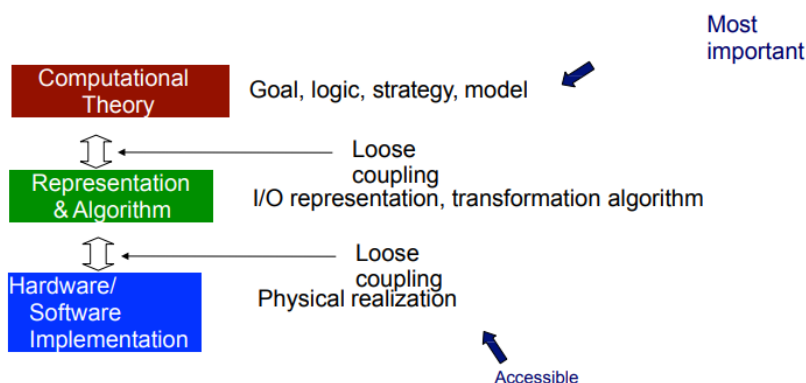 Most
important
Computational
Theory
Goal, logic, strategy, model
Loose
coupling
Representation
& Algorithm
I/O representation, transformation algorithm
Loose
coupling
Hardware/
Software
Implementation
Physical realization
Accessible